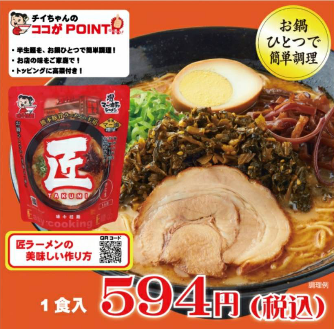 チイちゃんの
ココがPOINT!
・半生麺を、お鍋ひとつで簡単調理!
・お店の味をご家庭で!
・トッピングに高菜付き!
お鍋
ひとつで
簡単調理
匠
TAKUMI
味千拉麺
QRコード
匠ラーメンの
美味しい作り方
調理例
1食入 594円(税込)